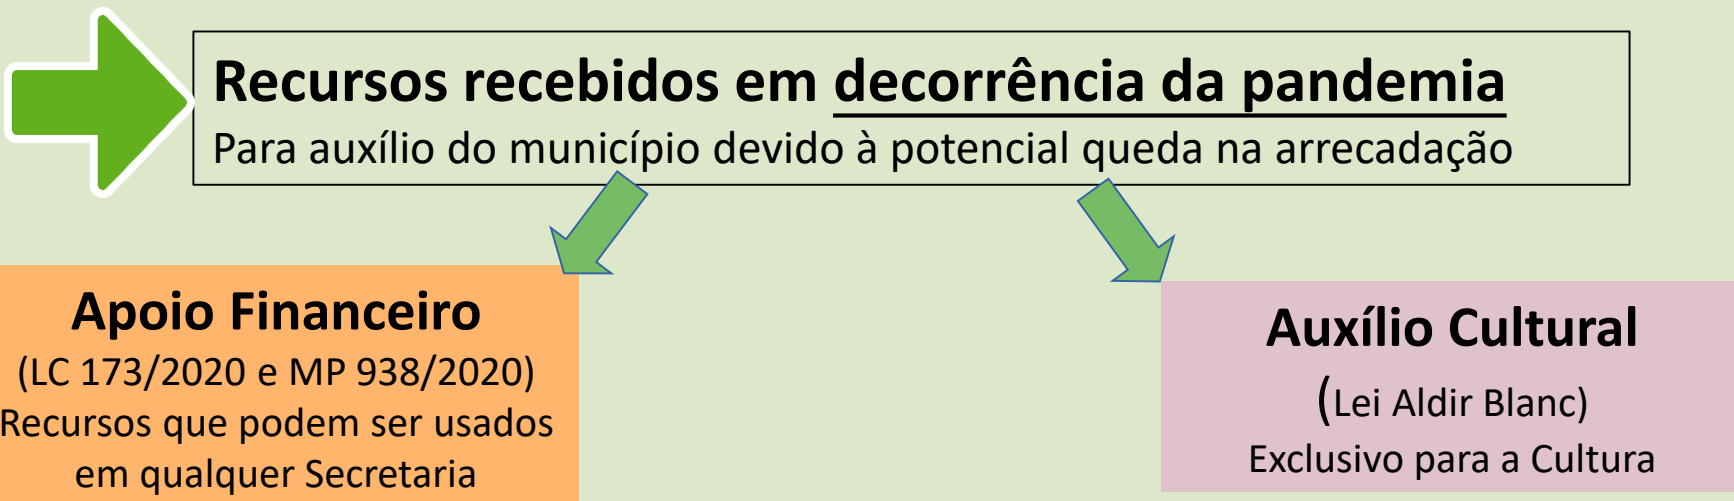 Recursos recebidos em decorrência da pandemia
Para auxílio do município devido à potencial queda na arrecadação
Apoio Financeiro
(LC 173/2020 e MP 938/2020)
Recursos que podem ser usados
em qualquer Secretaria
Auxílio Cultural
(Lei Aldir Blanc)
Exclusivo para a Cultura